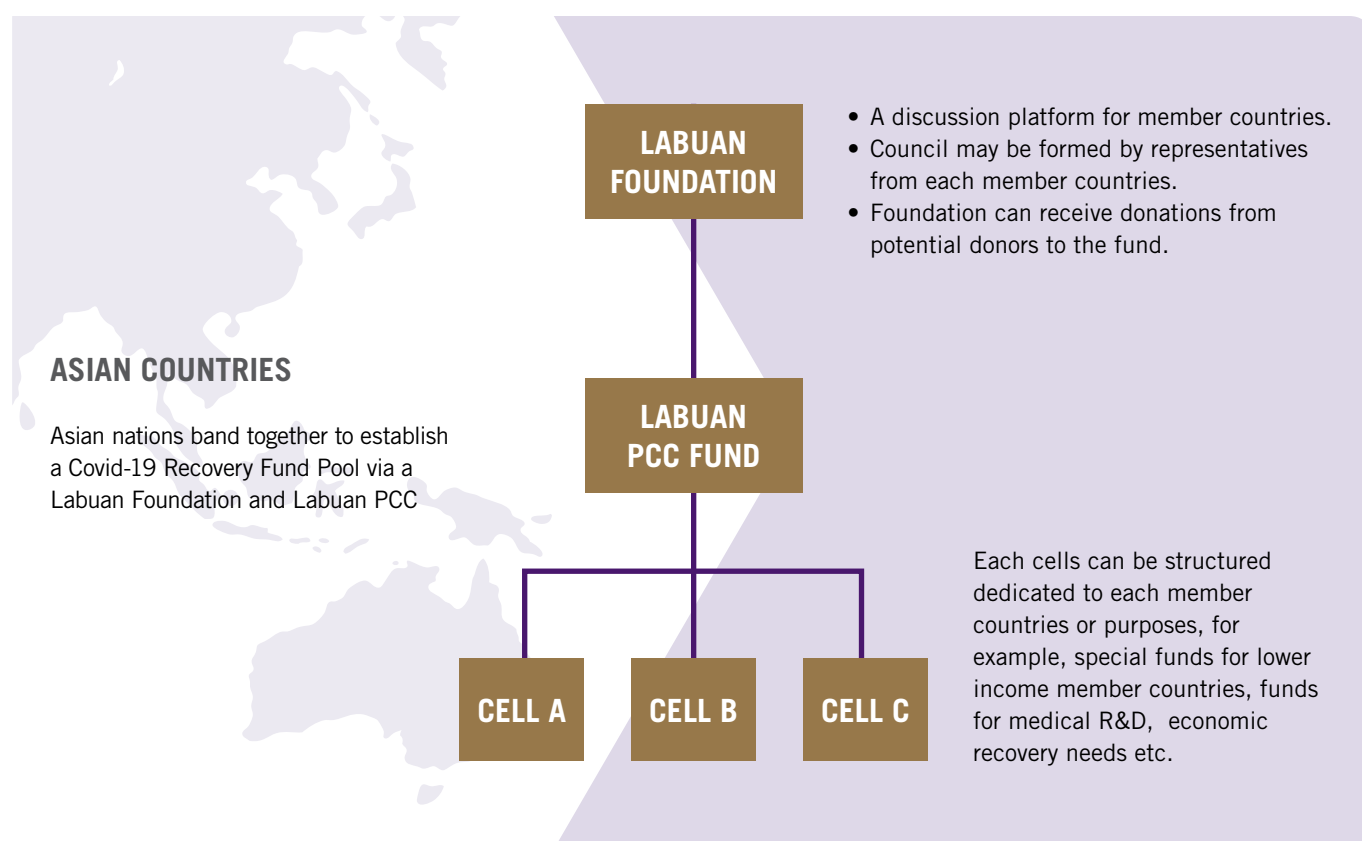 LABUAN
FOUNDATION
• A discussion platform for member countries.
• Council may be formed by representatives
from each member countries.
• Foundation can receive donations from
potential donors to the fund.
ASIAN COUNTRIES
Asian nations band together to establish
a Covid-19 Recovery Fund Pool via a
Labuan Foundation and Labuan PCC
LABUAN
PCC FUND
CELL A
CELL B
CELL C
Each cells can be structured
dedicated to each member
countries or purposes, for
example, special funds for lower
income member countries, funds
for medical R&D, economic
recovery needs etc.